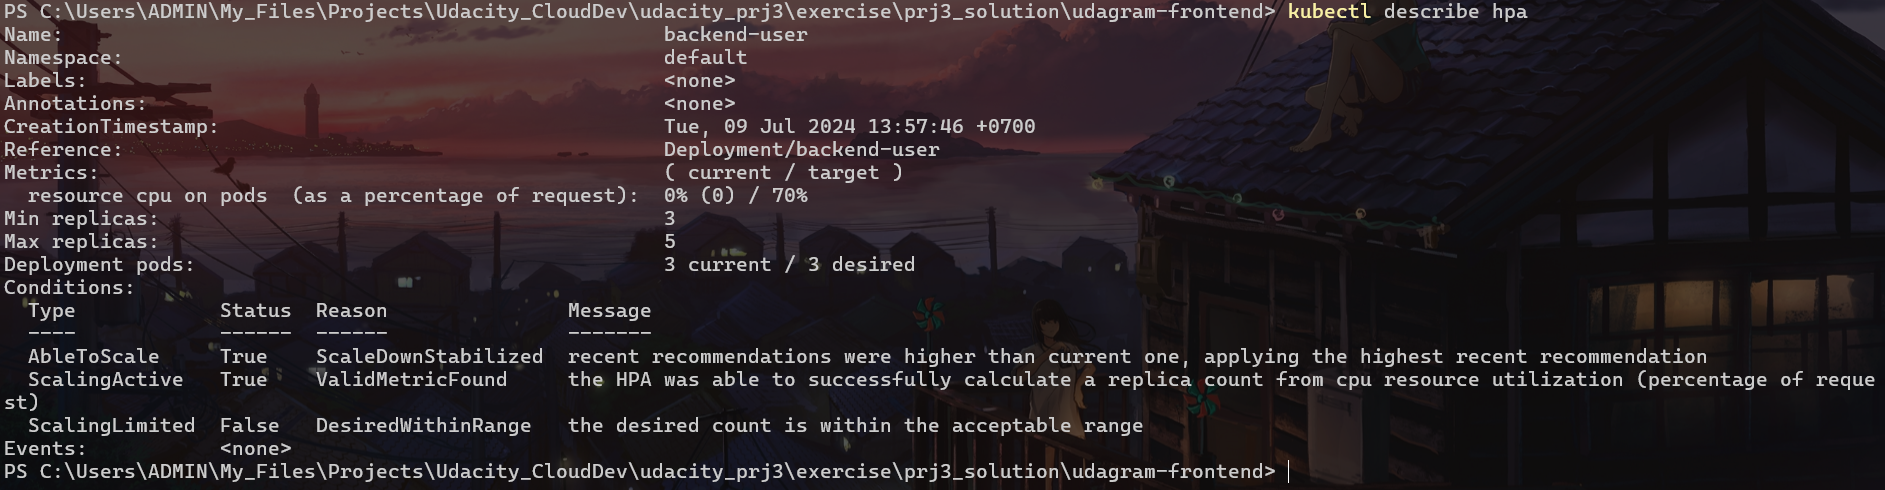 PS C:\Users\ADMIN\My_Files\Projects\Udacity_CloudDev\udacity_prj3\exercise\prj3_solution\udagram-frontend> kubectl describe hpa
Name:                                                  backend-user
Namespace:                                             default
Labels:                                                <none>
Annotations:                                           <none>
CreationTimestamp:                                     Tue, 09 Jul 2024 13:57:46 +0700
Reference:                                             Deployment/backend-user
Metrics:                                               ( current / target )
  resource cpu on pods  (as a percentage of request):  0% (0) / 70%
Min replicas:                                          3
Max replicas:                                          5
Deployment pods:                                       3 current / 3 desired
Conditions:
  Type            Status  Reason               Message
  ----            ------  ------               -------
  AbleToScale     True    ScaleDownStabilized  recent recommendations were higher than current one, applying the highest recent recommendation
  ScalingActive   True    ValidMetricFound     the HPA was able to successfully calculate a replica count from cpu resource utilization (percentage of reque
st)
  ScalingLimited  False   DesiredWithinRange   the desired count is within the acceptable range
Events:           <none>
PS C:\Users\ADMIN\My_Files\Projects\Udacity_CloudDev\udacity_prj3\exercise\prj3_solution\udagram-frontend>